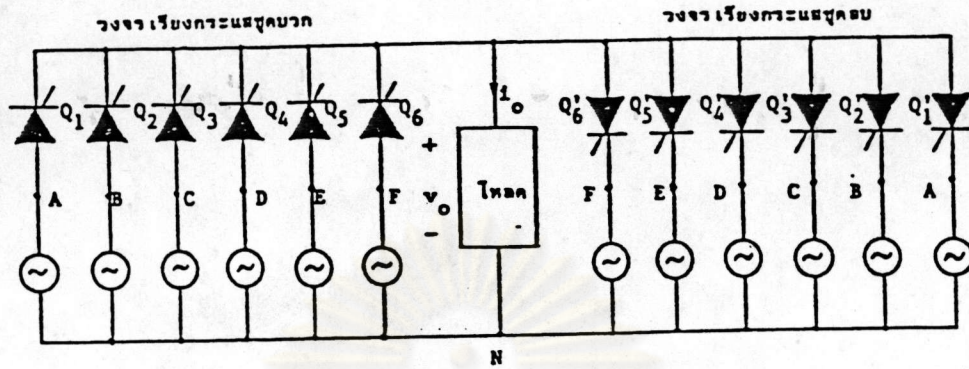 วงจรเรียงกระแสชุดบวก
วงจรเรียงกระแสชุดลบ
Q1 Q2 Q3 Q4 Q5 Q6
i o
Q'6 Q'5 Q'4 Q'3 Q'2 Q'1
+
A B C D E F
v o
โหลด
F E D C B A
-
-
~ ~ ~ ~ ~ ~
~ ~ ~ ~ ~ ~
N